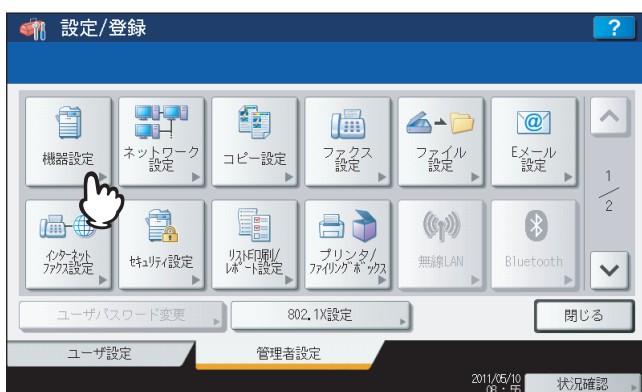 設定/登録
?
機器設定
ネットワーク
設定
コピー設定
ファクス
設定
ファイル
設定
Eメール
設定
1
/
2
インターネット
ファクス設定
セキュリティ設定
リスト印刷/
レポート設定
プリンタ/
ファイリングボックス
無線LAN
Bluetooth
ユーザパスワード変更
802.1X設定
閉じる
ユーザ設定
管理者設定
2011/05/10
状況確認